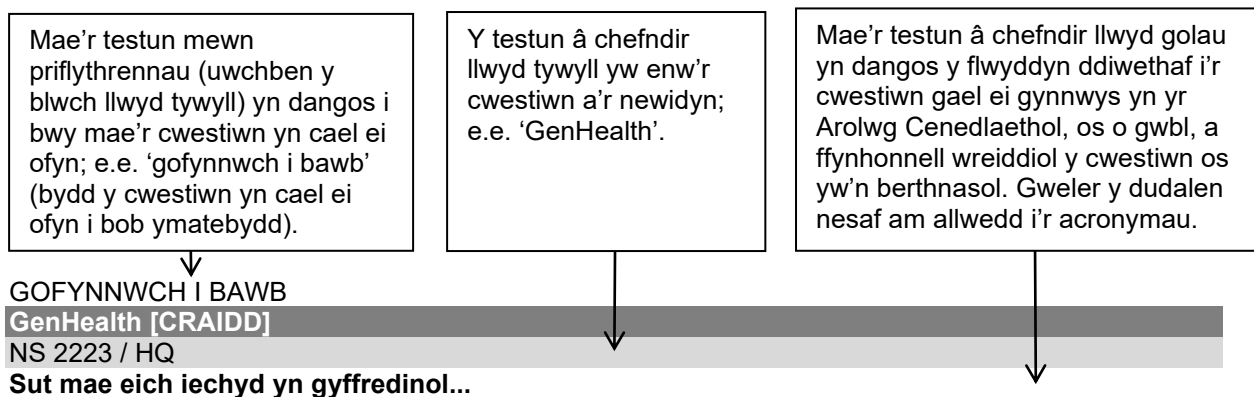 Mae'r testun mewn
priflythrennau (uwchben y
blwch llwyd tywyll) yn dangos i
bwy mae'r cwestiwn yn cael ei
ofyn; e.e. ‘gofynnwch i bawb’
(bydd y cwestiwn yn cael ei
ofyn i bob ymatebydd).
Y testun â chefndir
llwyd tywyll yw enw’r
cwestiwn a’r newidyn;
e.e. ‘GenHealth’.
Mae’r testun â chefndir llwyd golau
yn dangos y flwyddyn ddiwethaf i’r
cwestiwn gael ei gynnwys yn yr
Arolwg Cenedlaethol, os o gwbl, a
ffynhonnell wreiddiol y cwestiwn os
yw’n berthnasol. Gweler y dudalen
nesaf am allwedd i’r acronymau.
GOFYNNWCH I BAWB
GenHealth [CRAIDD]
NS 2223 / HQ
Sut mae eich iechyd yn gyffredinol...